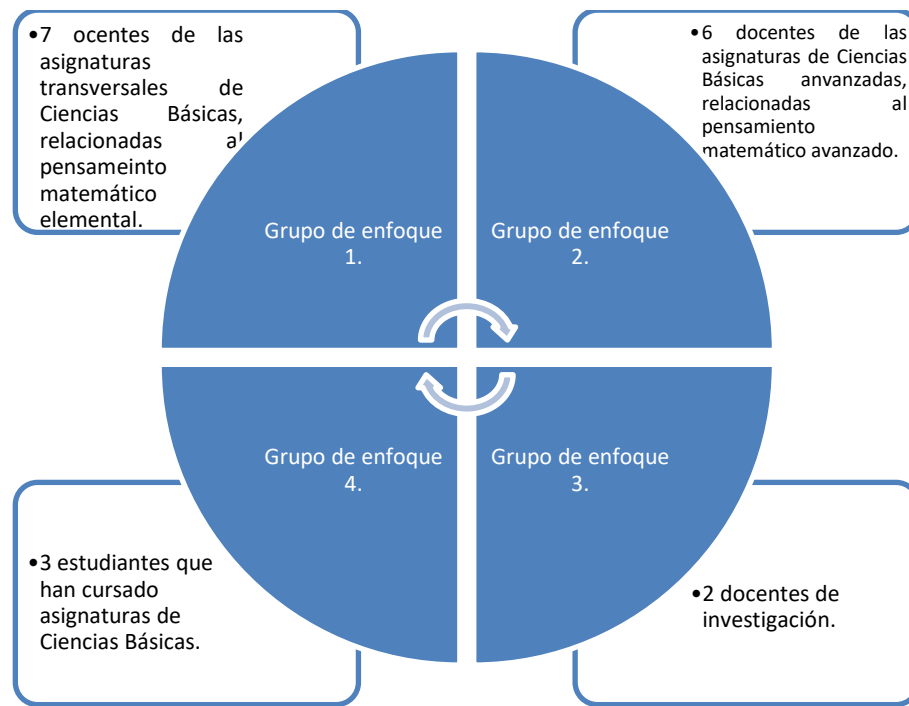 •7 ocentes de las
asignaturas
transversales de
Ciencias Básicas,
relacionadas al
pensameinto
matemático
elemental.
•6 docentes de las
asignaturas de Ciencias
Básicas anvanzadas,
relacionadas al
pensamiento
matemático avanzado.
Grupo de enfoque
1.
Grupo de enfoque
2.
Grupo de enfoque
4.
Grupo de enfoque
3.
•3 estudiantes que
han cursado
asignaturas de
Ciencias Básicas.
•2 docentes de
investigación.